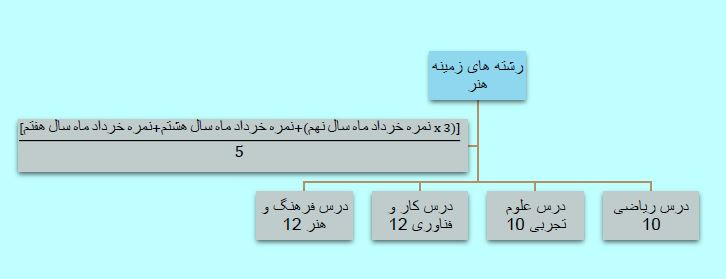 رشته های زمینه
هنر
[(3 x نمره خرداد ماه سال نهم)+نمره خرداد ماه سال هشتم+نمره خرداد ماه سال هفتم]
5
درس ریاضی
10
درس علوم
تجربی 10
درس کار و
فناوری 12
درس فرهنگ و
هنر 12